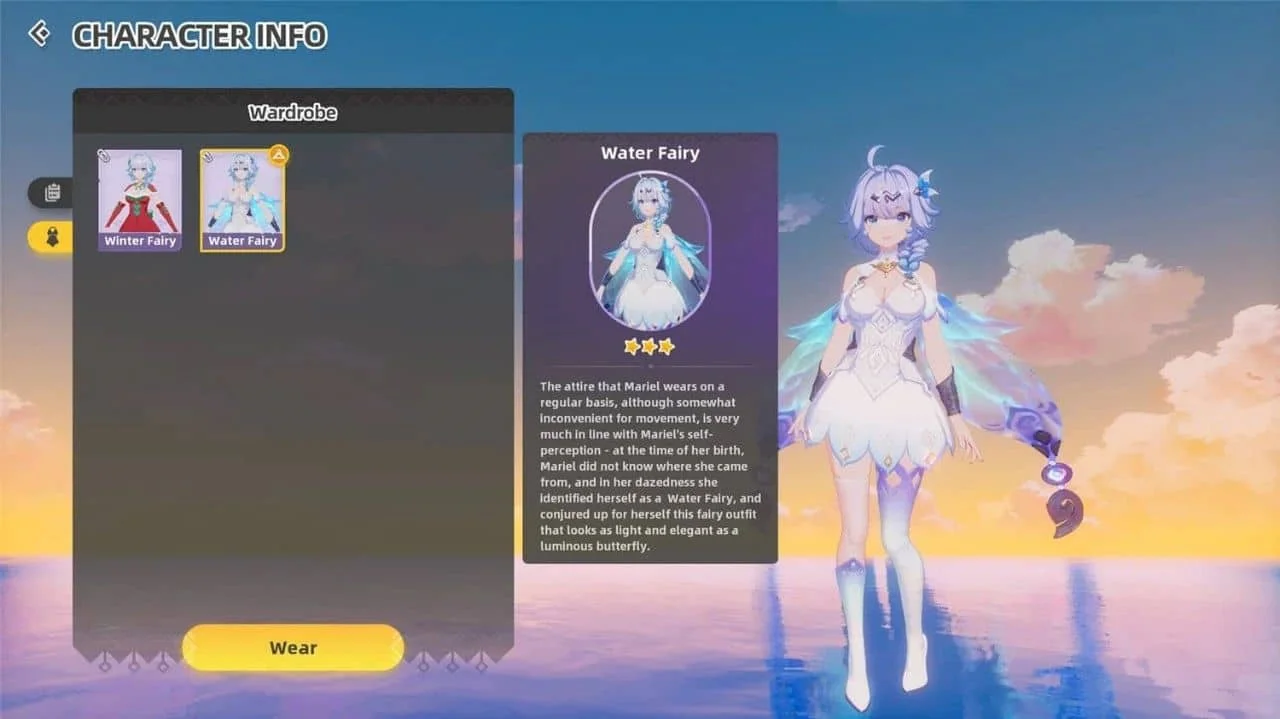 CHARACTER INFO
Wardrobe
Winter Fairy
Water Fairy
Wear
Water Fairy
The attire that Mariel wears on a
regular basis, although somewhat
inconvenient for movement, is very
much in line with Mariel's self-
perception - at the time of her birth,
Mariel did not know where she came
from, and in her dazedness she
identified herself as a Water Fairy, and
conjured up for herself this fairy outfit
that looks as light and elegant as a
luminous butterfly.